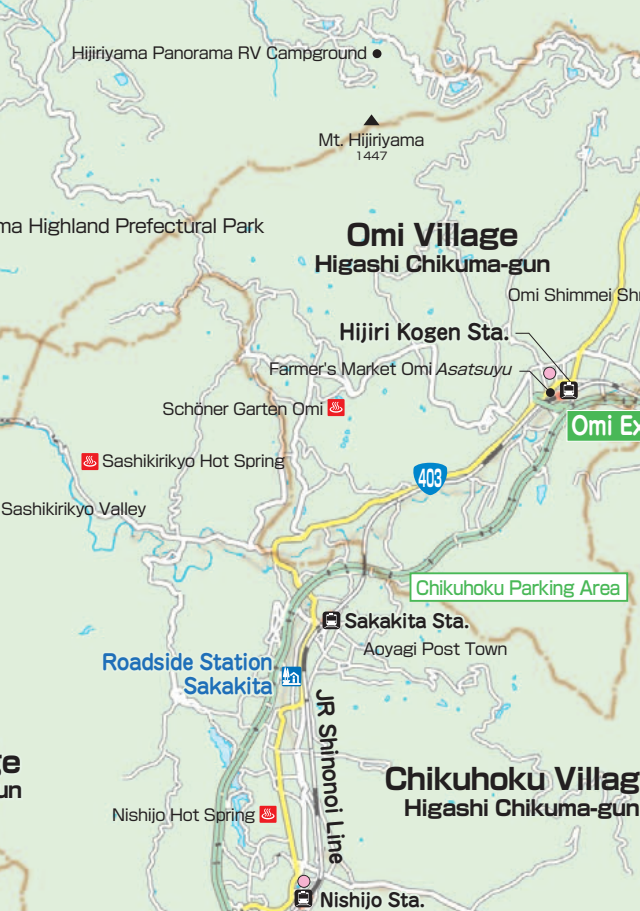 Hijiriyama Panorama RV Campground
Mt. Hijiriyama
1447
ma Highland Prefectural Park
Omi Village
Higashi Chikuma-gun
Omi Shimmei Shr
Hijiri Kogen Sta.
Farmer's Market Omi Asatsuyu
Schöner Garten Omi
Omi Ex
Sashikirikyo Hot Spring
403
Sashikirikyo Valley
Chikuhoku Parking Area
Sakakita Sta.
Aoyagi Post Town
Roadside Station
Sakakita
JR Shinonoi Line
ge
un
Chikuhoku Villag
Higashi Chikuma-gun
Nishijo Hot Spring
Nishijo Sta.